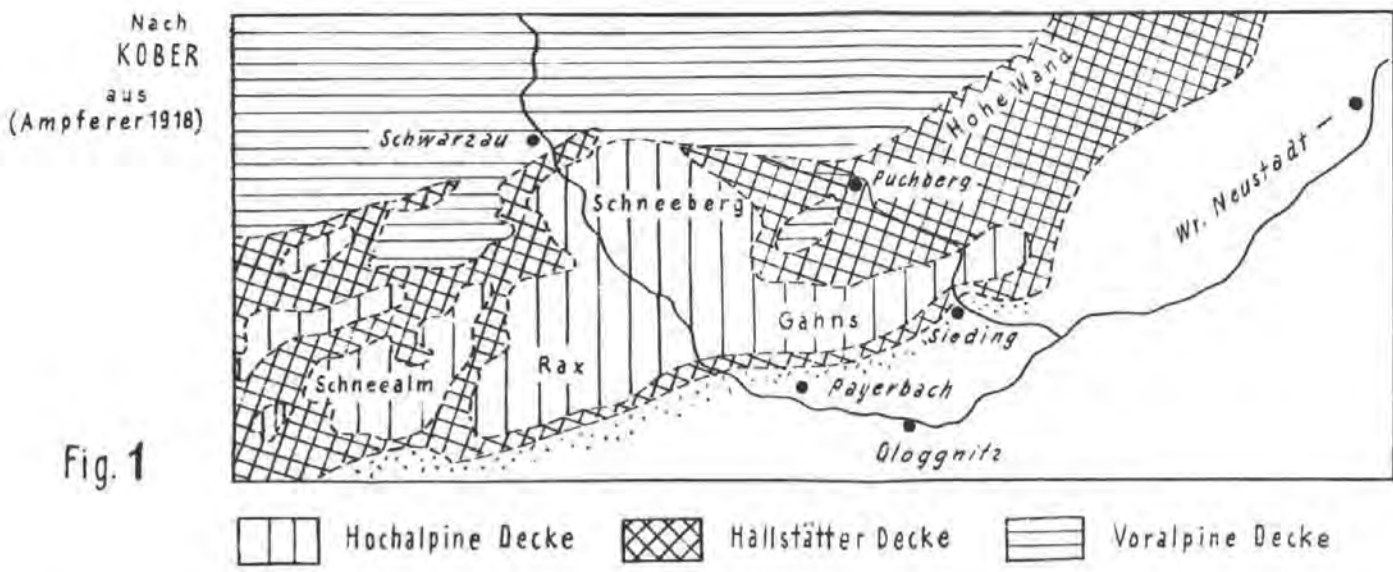 Nach
KOBER
aus
(Ampferer 1918)
Hohe Wand
Schwarzau
Puchberg
Schneeberg
Wr. Neustadt
Gahns
Sieding
Rax
Schneealm
Payerbach
Gloggnitz
Fig. 1
Hochalpine Decke
Hallstätter Decke
Voralpine Decke